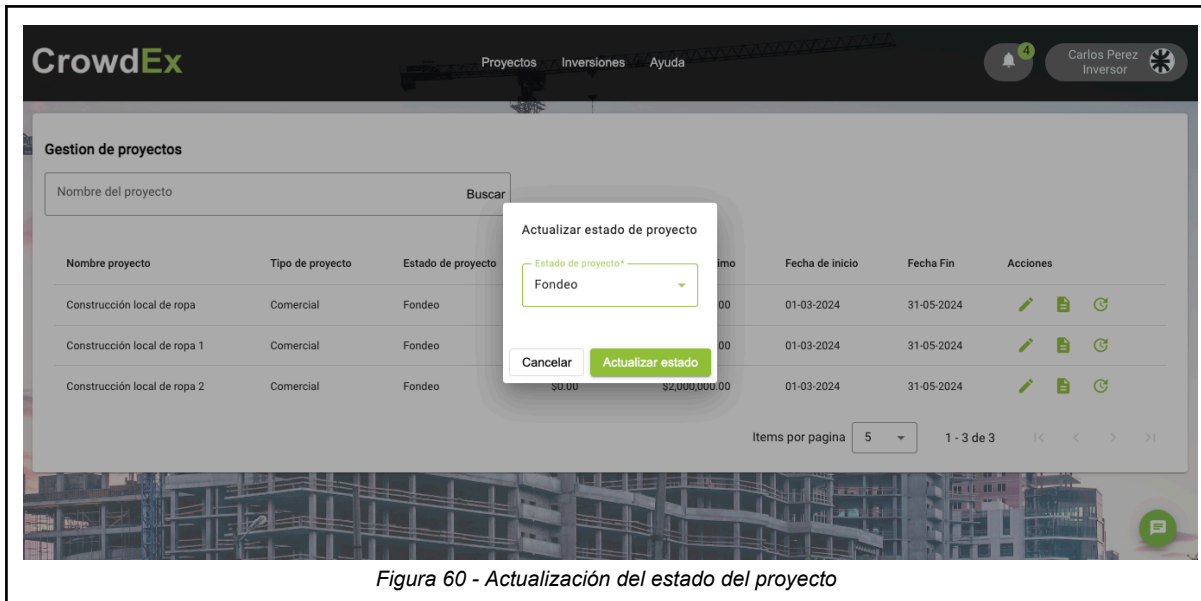 CrowdEx
Proyectos Inversiones Ayuda
4
Carlos Perez
Inversor
Gestion de proyectos
Nombre del proyecto Buscar
Actualizar estado de proyecto
Estado de proyecto*
Fondeo
Cancelar Actualizar estado
Nombre proyecto Tipo de proyecto Estado de proyecto Fecha de inicio Fecha Fin Acciones
Construcción local de ropa Comercial Fondeo 01-03-2024 31-05-2024
Construcción local de ropa 1 Comercial Fondeo 01-03-2024 31-05-2024
Construcción local de ropa 2 Comercial Fondeo $0.00 $2,000,000.00 01-03-2024 31-05-2024
Items por pagina 5 1 - 3 de 3
Figura 60 - Actualización del estado del proyecto